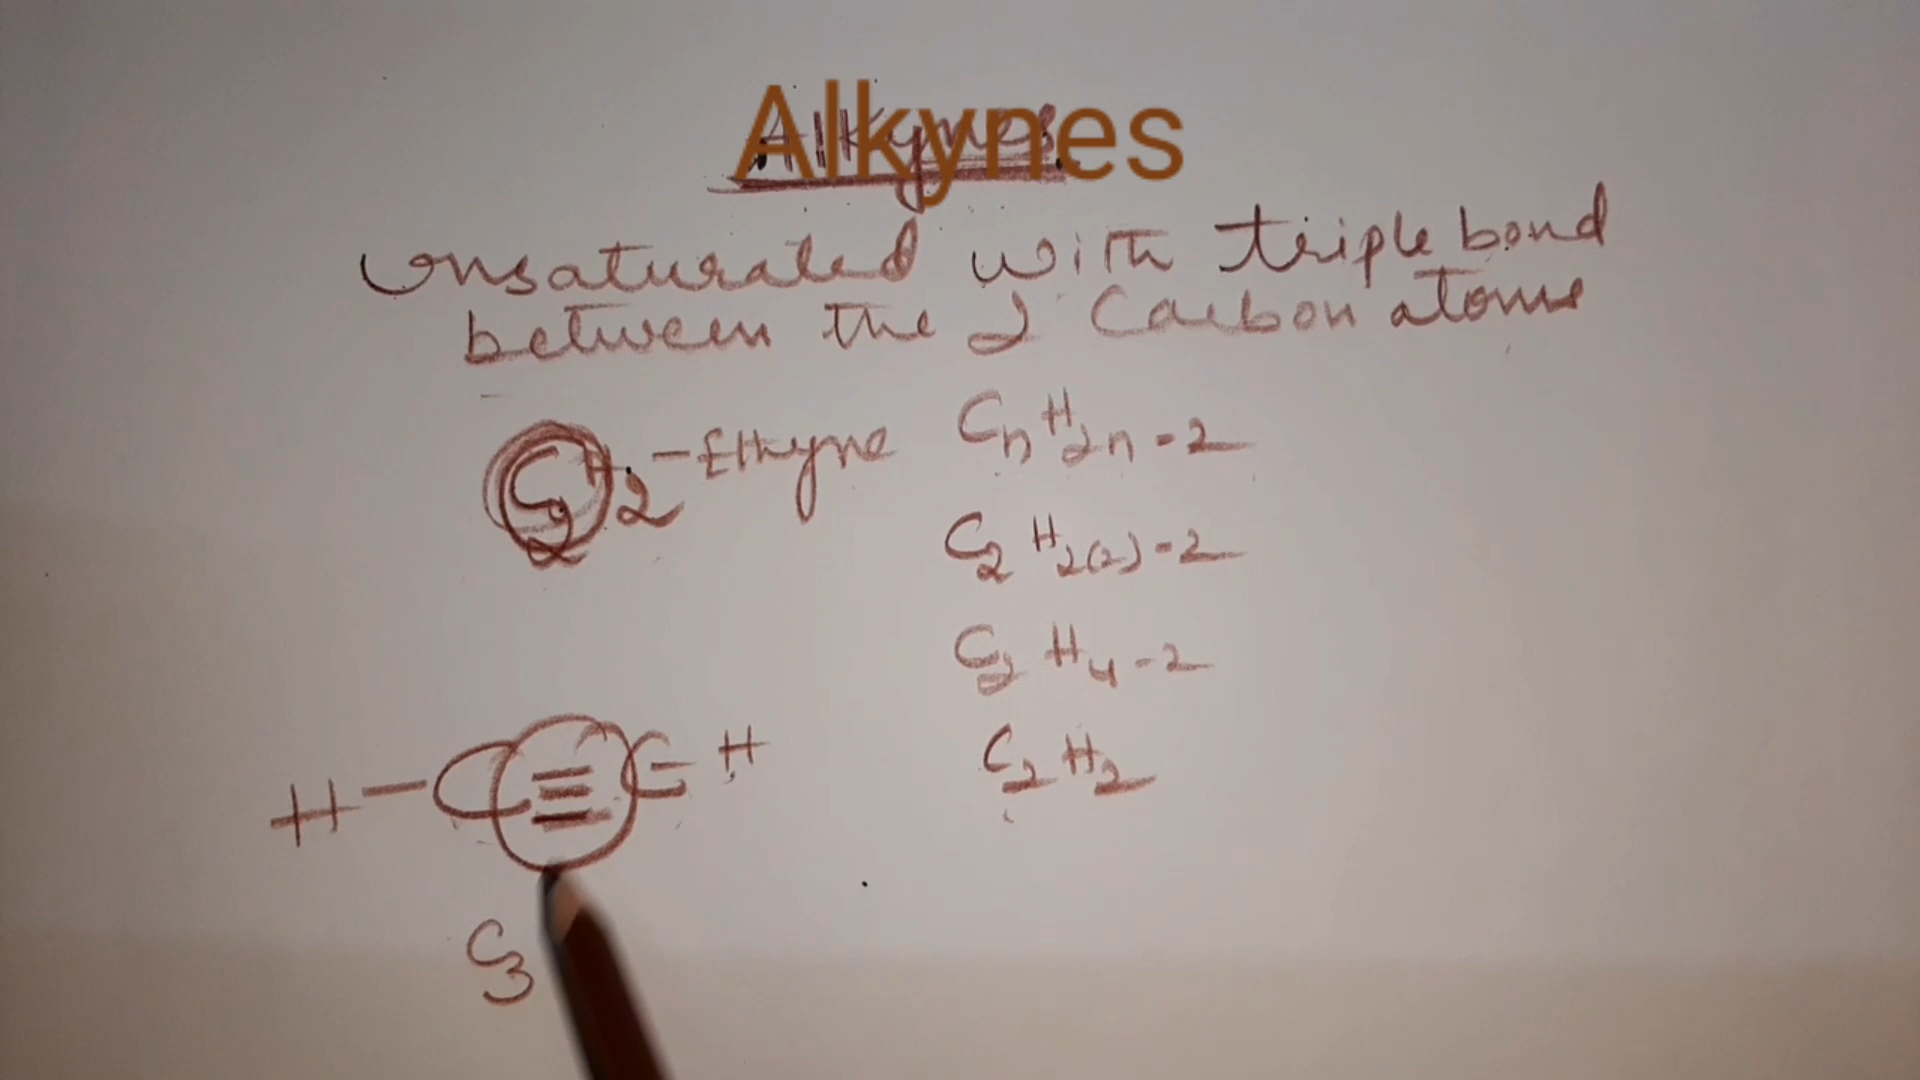 Alkynes
Alkynes
Unsaturated with triple bond
between the 2 Carbon atoms
C2H2 - Ethyne
CnH2n-2
C2H2(2)-2
C2H4-2
C2H2
H-C≡C-H
C3